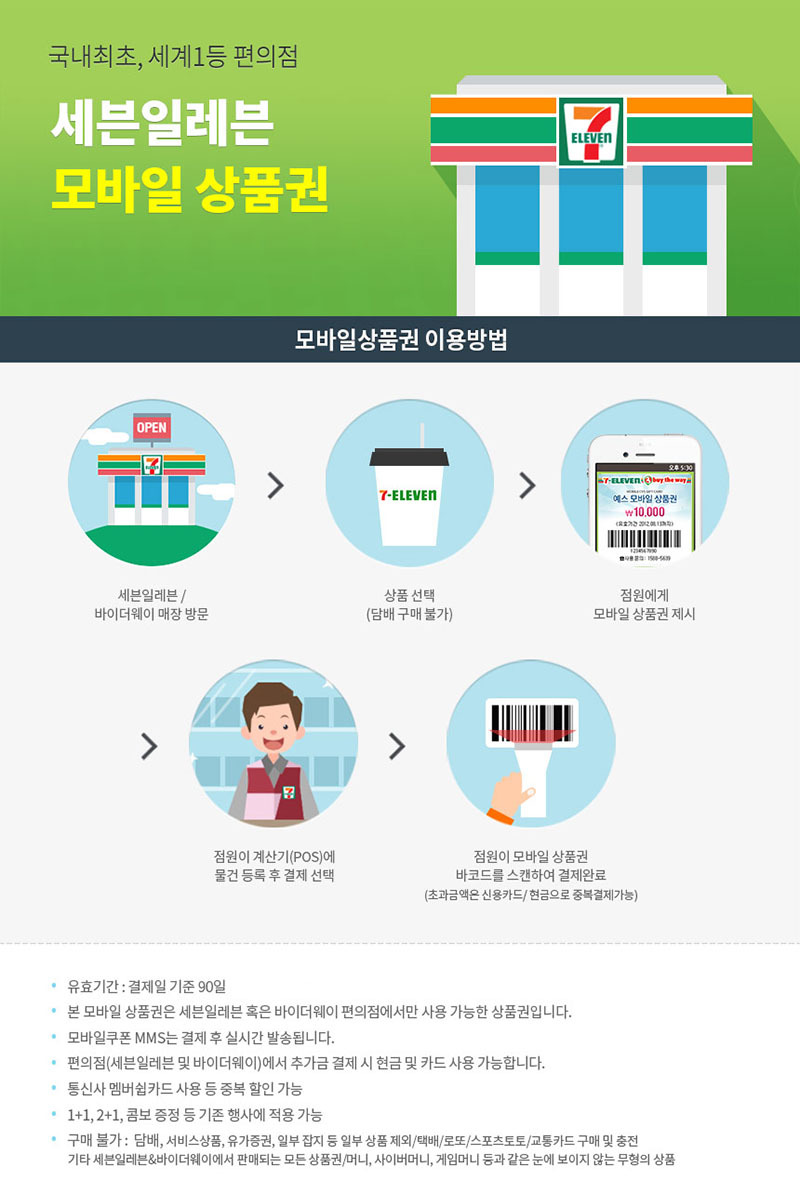 국내최초, 세계1등 편의점
세븐일레븐
모바일 상품권
7
ELEVEN
모바일상품권 이용방법
OPEN
7
7-ELEVEN
오후 5:30
7-ELEVEN buy the way
예스 모바일 상품권
₩10,000
(유효기간 2012.08.13까지)
1234567890
☎사용문의 : 1588-5639
세븐일레븐 /
바이더웨이 매장 방문
상품 선택
(담배 구매 불가)
점원에게
모바일 상품권 제시
7
점원이 계산기(POS)에
물건 등록 후 결제 선택
점원이 모바일 상품권
바코드를 스캔하여 결제완료
(초과금액은 신용카드/ 현금으로 중복결제가능)
• 유효기간 : 결제일 기준 90일
• 본 모바일 상품권은 세븐일레븐 혹은 바이더웨이 편의점에서만 사용 가능한 상품권입니다.
• 모바일쿠폰 MMS는 결제 후 실시간 발송됩니다.
• 편의점(세븐일레븐 및 바이더웨이)에서 추가금 결제 시 현금 및 카드 사용 가능합니다.
• 통신사 멤버쉽카드 사용 등 중복 할인 가능
• 1+1, 2+1, 콤보 증정 등 기존 행사에 적용 가능
• 구매 불가 : 담배, 서비스상품, 유가증권, 일부 잡지 등 일부 상품 제외/택배/로또/스포츠토토/교통카드 구매 및 충전
기타 세븐일레븐&바이더웨이에서 판매되는 모든 상품권/머니, 사이버머니, 게임머니 등과 같은 눈에 보이지 않는 무형의 상품